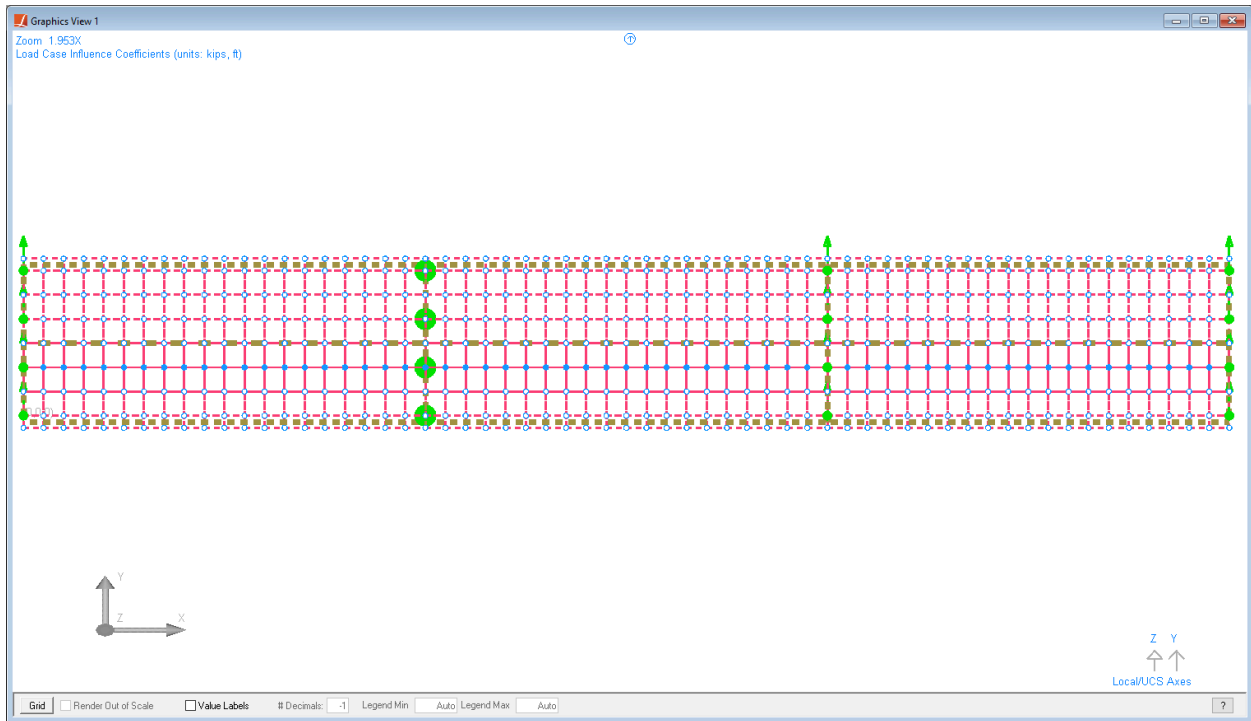 Graphics View 1
Zoom 1.953X
Load Case Influence Coefficients (units: kips, ft)
T
Y
Z X
Z Y
Local/UCS Axes
Grid Render Out of Scale Value Labels # Decimals: -1 Legend Min Auto Legend Max Auto ?